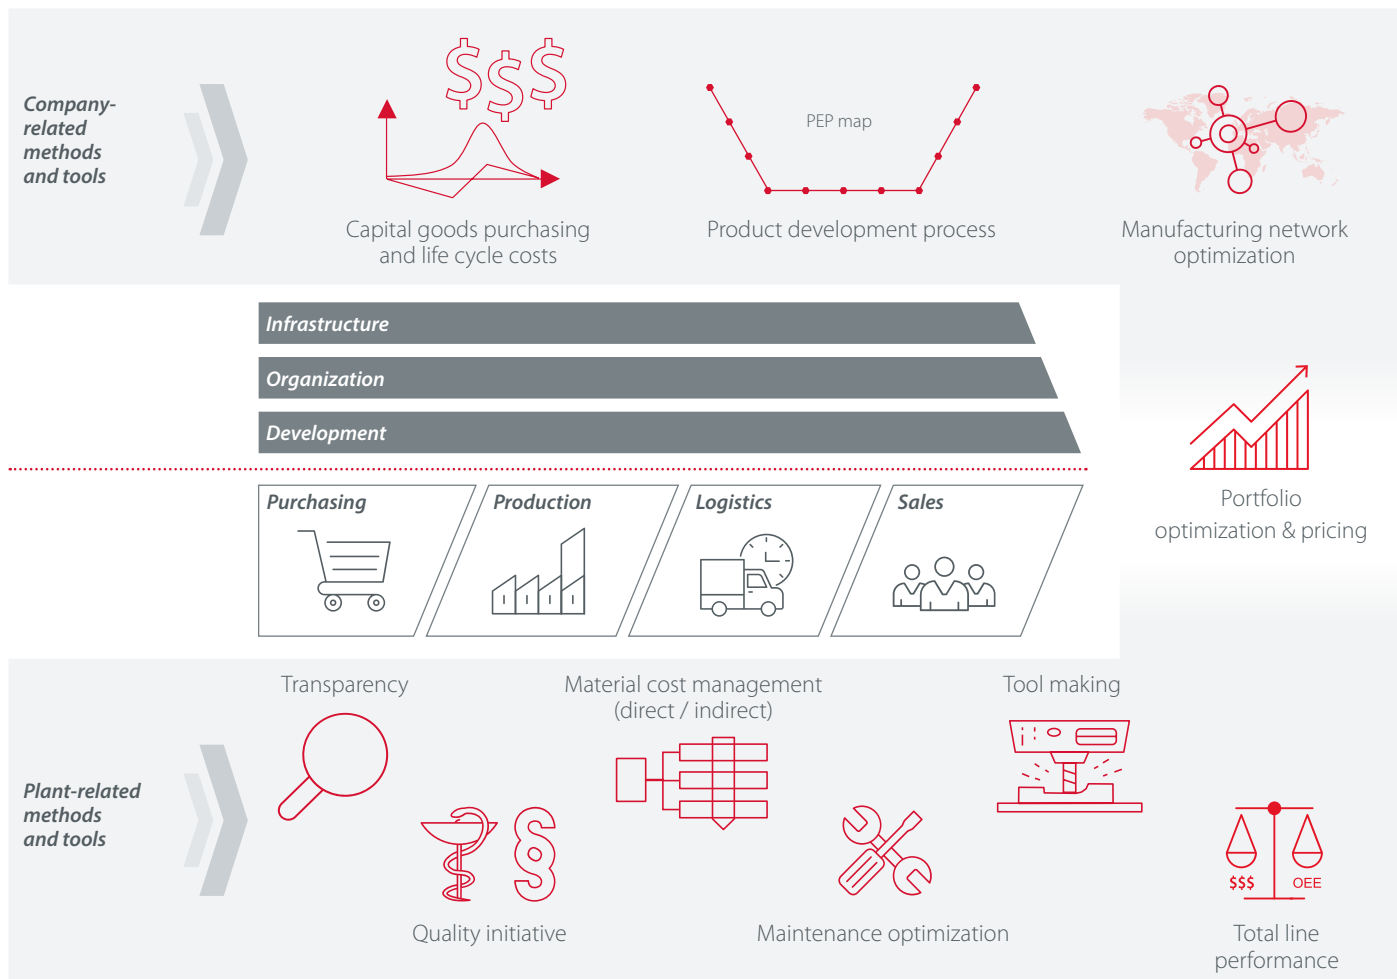 Company-
related
methods
and tools
$ $ $
PEP map
Capital goods purchasing
and life cycle costs
Product development process
Manufacturing network
optimization
Infrastructure
Organization
Development
Portfolio
optimization & pricing
Purchasing
Production
Logistics
Sales
Transparency
Material cost management
(direct / indirect)
Tool making
Plant-related
methods
and tools
§
$$$
OEE
Quality initiative
Maintenance optimization
Total line
performance